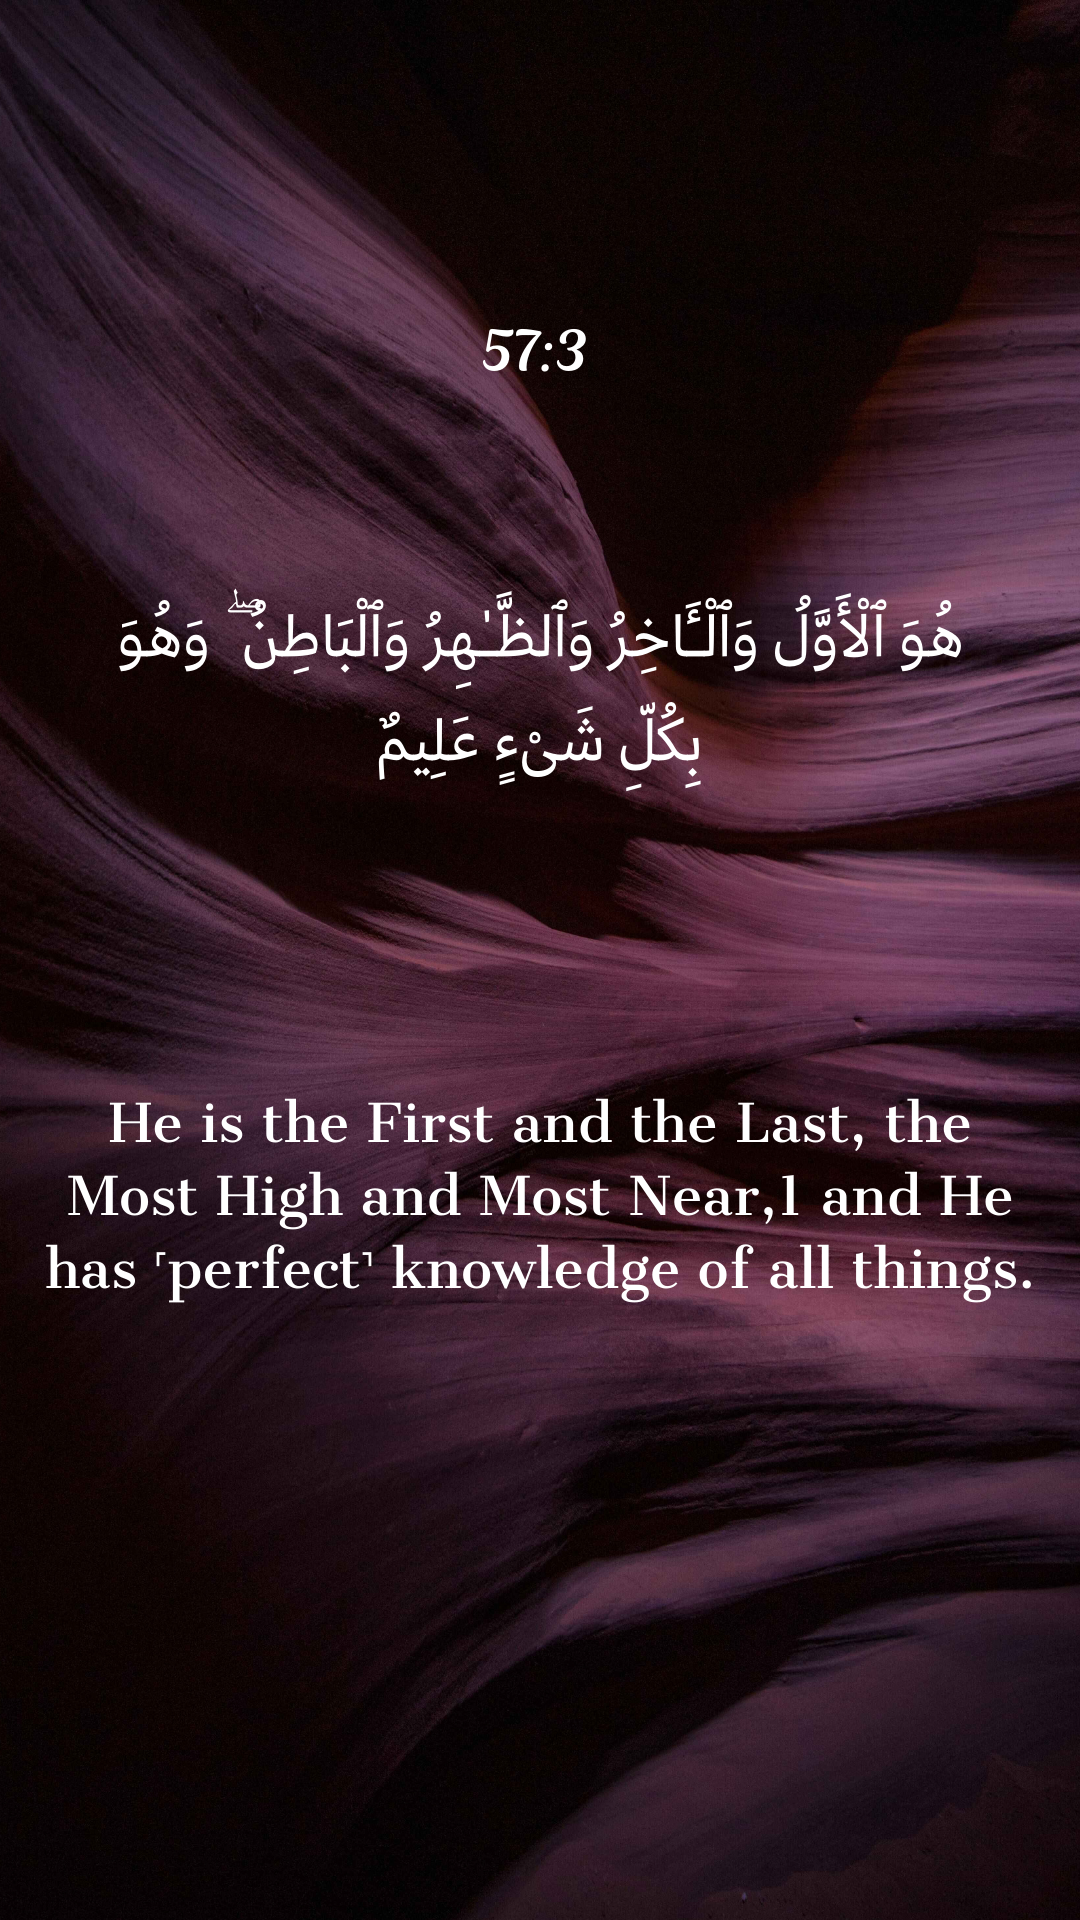 57:3
هُوَ ٱلْأَوَّلُ وَٱلْـَٔاخِرُ وَٱلظَّـٰهِرُ وَٱلْبَاطِنُ ۖ وَهُوَ
بِكُلِّ شَىْءٍ عَلِيمٌ
He is the First and the Last, the
Most High and Most Near,1 and He
has ˹perfect˺ knowledge of all things.